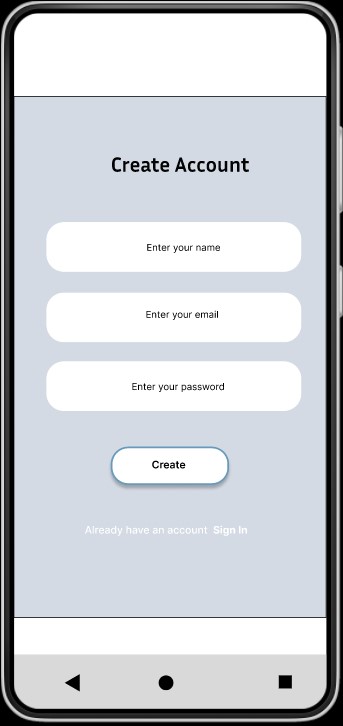 Create Account
Enter your name
Enter your email
Enter your password
Create
Already have an account Sign In